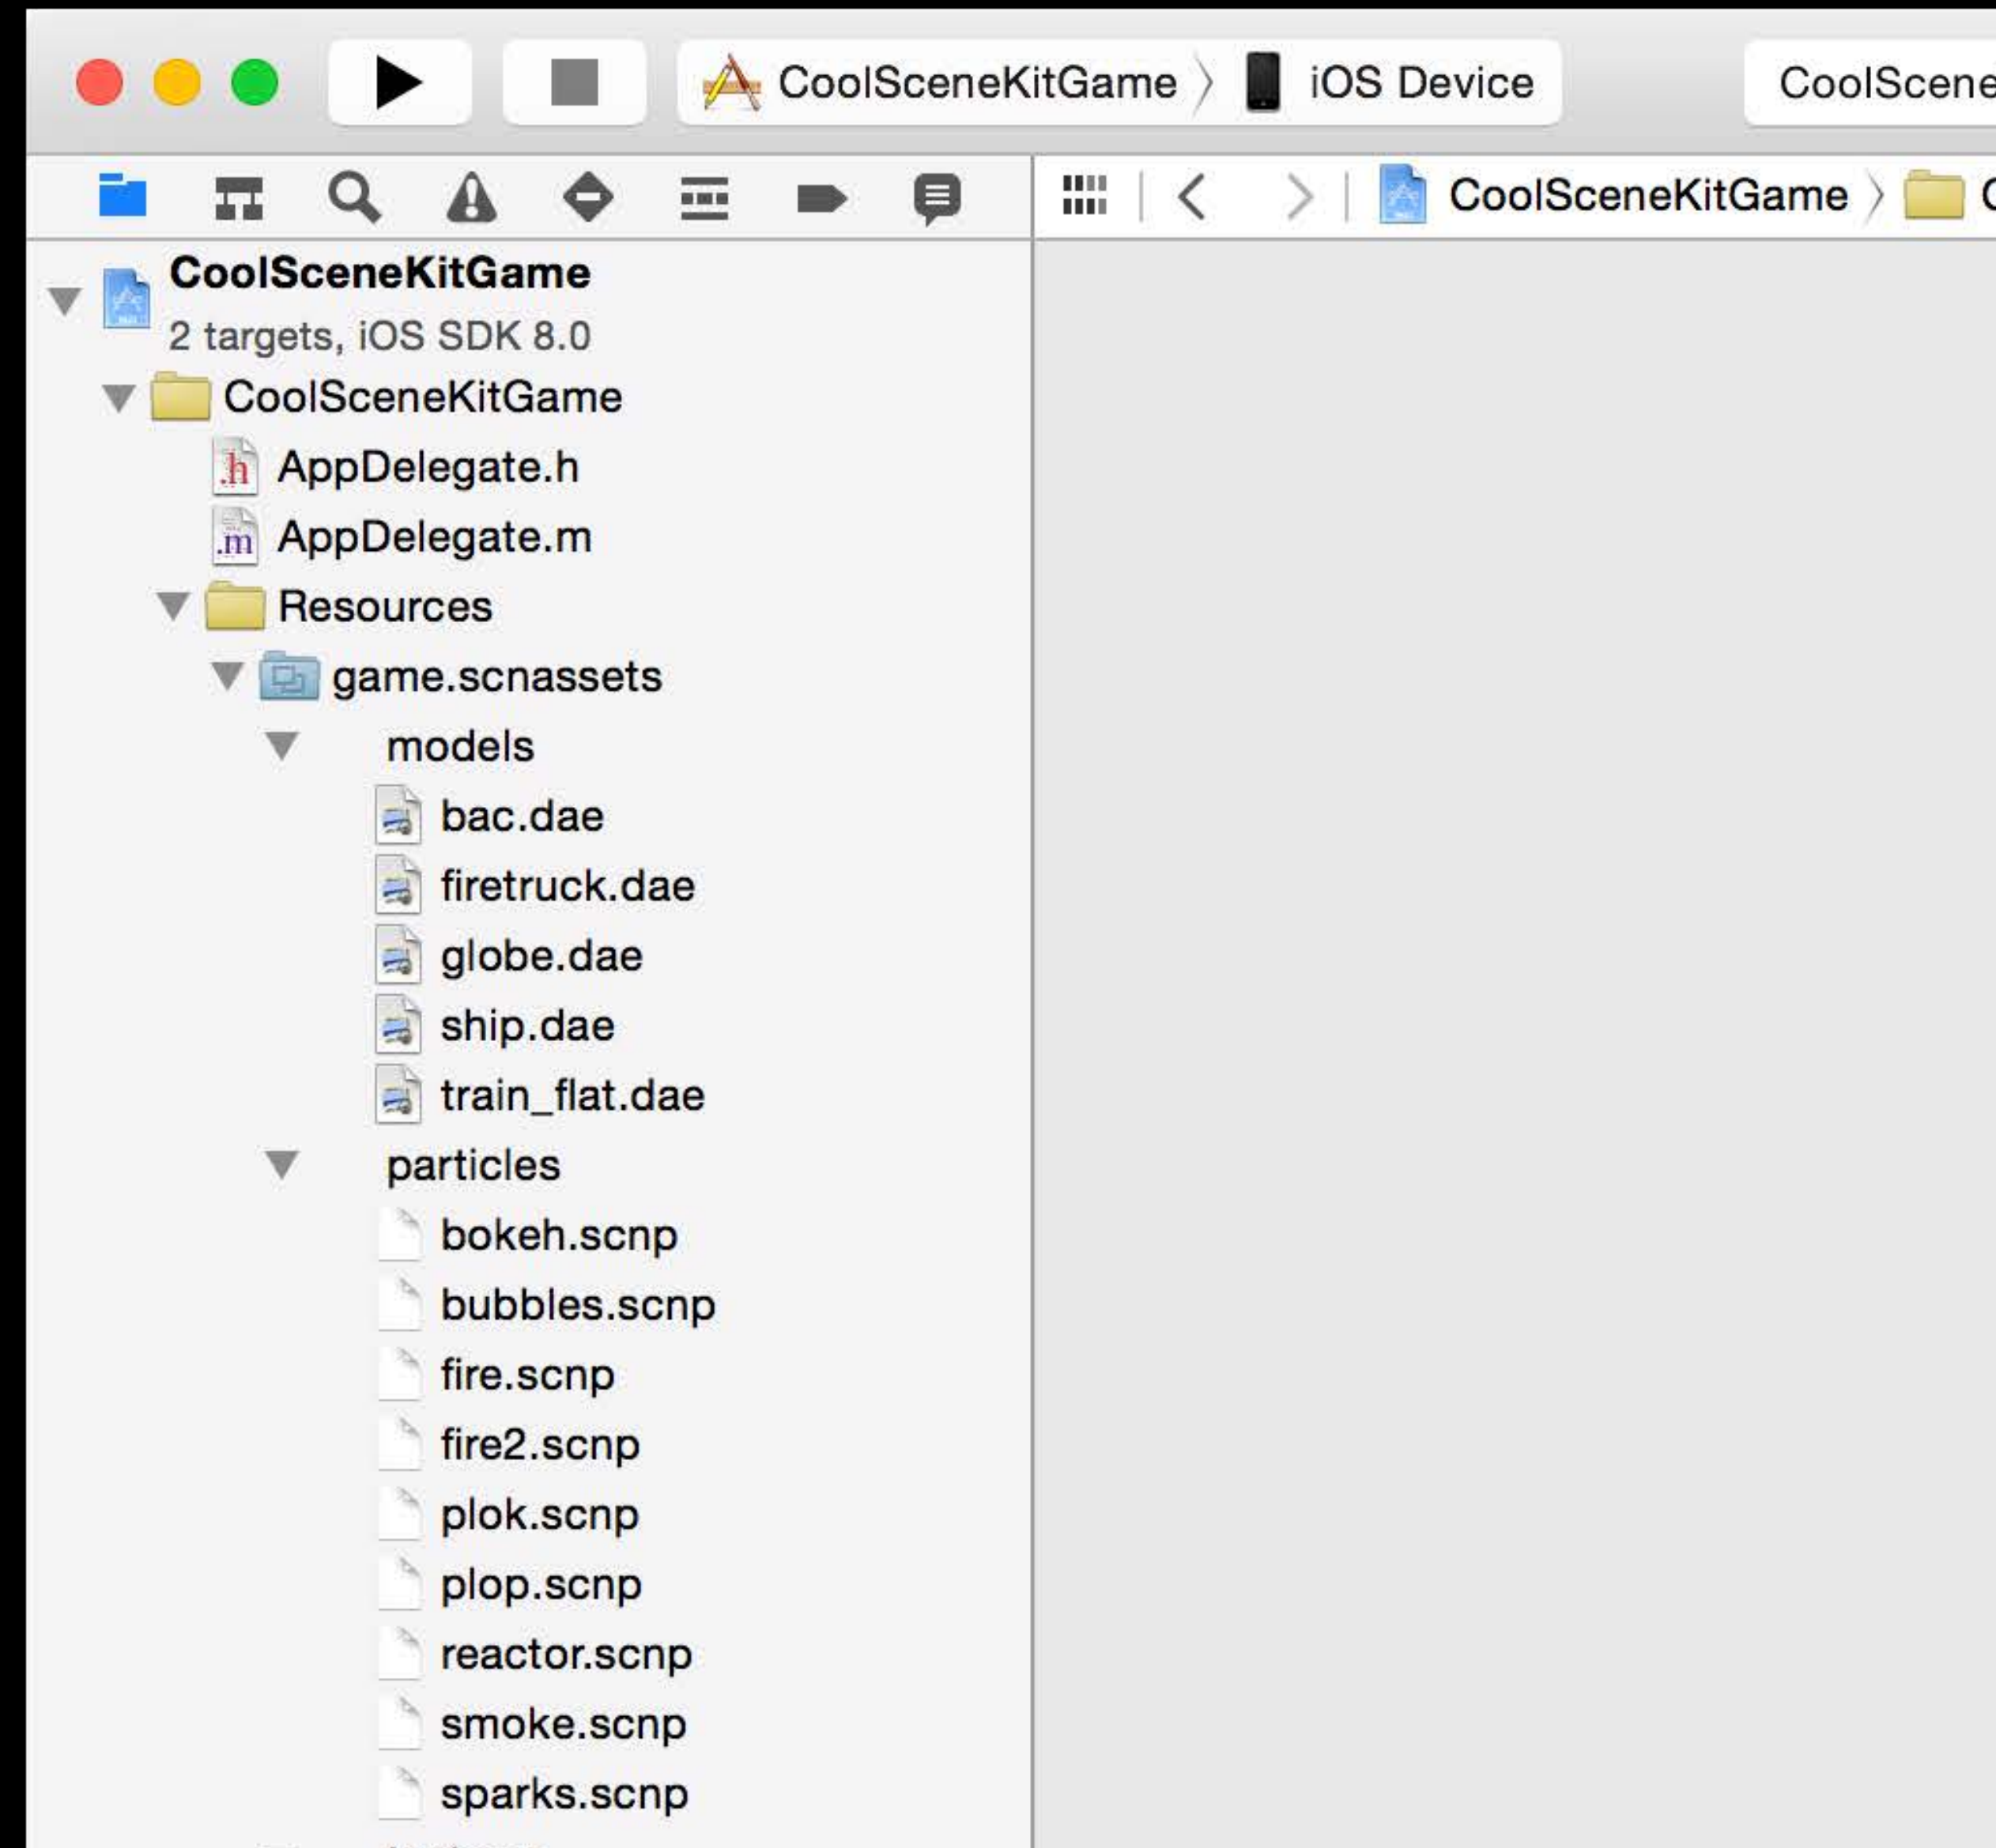 CoolSceneKitGame 〉 iOS Device
CoolScene
CoolSceneKitGame 〉
CoolSceneKitGame
2 targets, iOS SDK 8.0
CoolSceneKitGame
.h AppDelegate.h
.m AppDelegate.m
Resources
game.scnassets
models
bac.dae
firetruck.dae
globe.dae
ship.dae
train_flat.dae
particles
bokeh.scnp
bubbles.scnp
fire.scnp
fire2.scnp
plok.scnp
plop.scnp
reactor.scnp
smoke.scnp
sparks.scnp